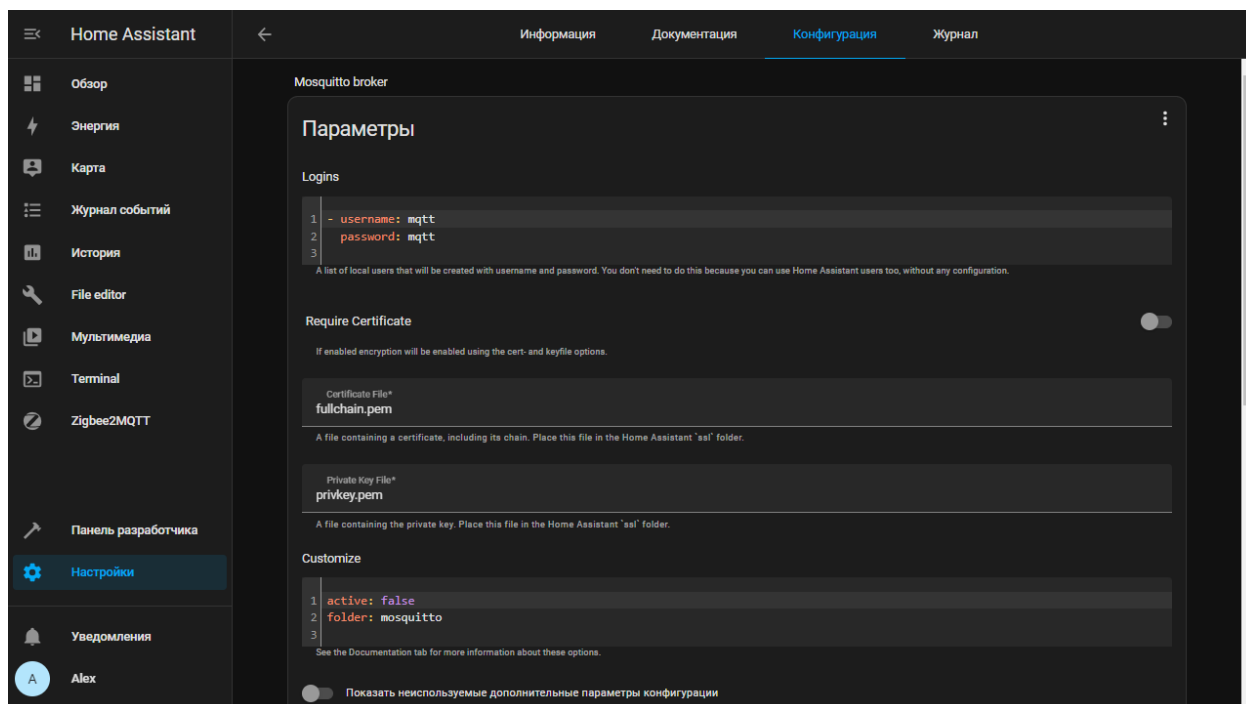 Home Assistant
Информация
Документация
Конфигурация
Журнал
Обзор
Энергия
Карта
Журнал событий
История
File editor
Мультимедиа
Terminal
Zigbee2MQTT
Панель разработчика
Настройки
Уведомления
A
Alex
Mosquitto broker
Параметры
Logins
1 - username: mqtt
2 password: mqtt
3
A list of local users that will be created with username and password. You don't need to do this because you can use Home Assistant users too, without any configuration.
Require Certificate
If enabled encryption will be enabled using the cert- and keyfile options.
Certificate File*
fullchain.pem
A file containing a certificate, including its chain. Place this file in the Home Assistant `ssl` folder.
Private Key File*
privkey.pem
A file containing the private key. Place this file in the Home Assistant `ssl` folder.
Customize
1 active: false
2 folder: mosquitto
3
See the Documentation tab for more information about these options.
Показать неиспользуемые дополнительные параметры конфигурации